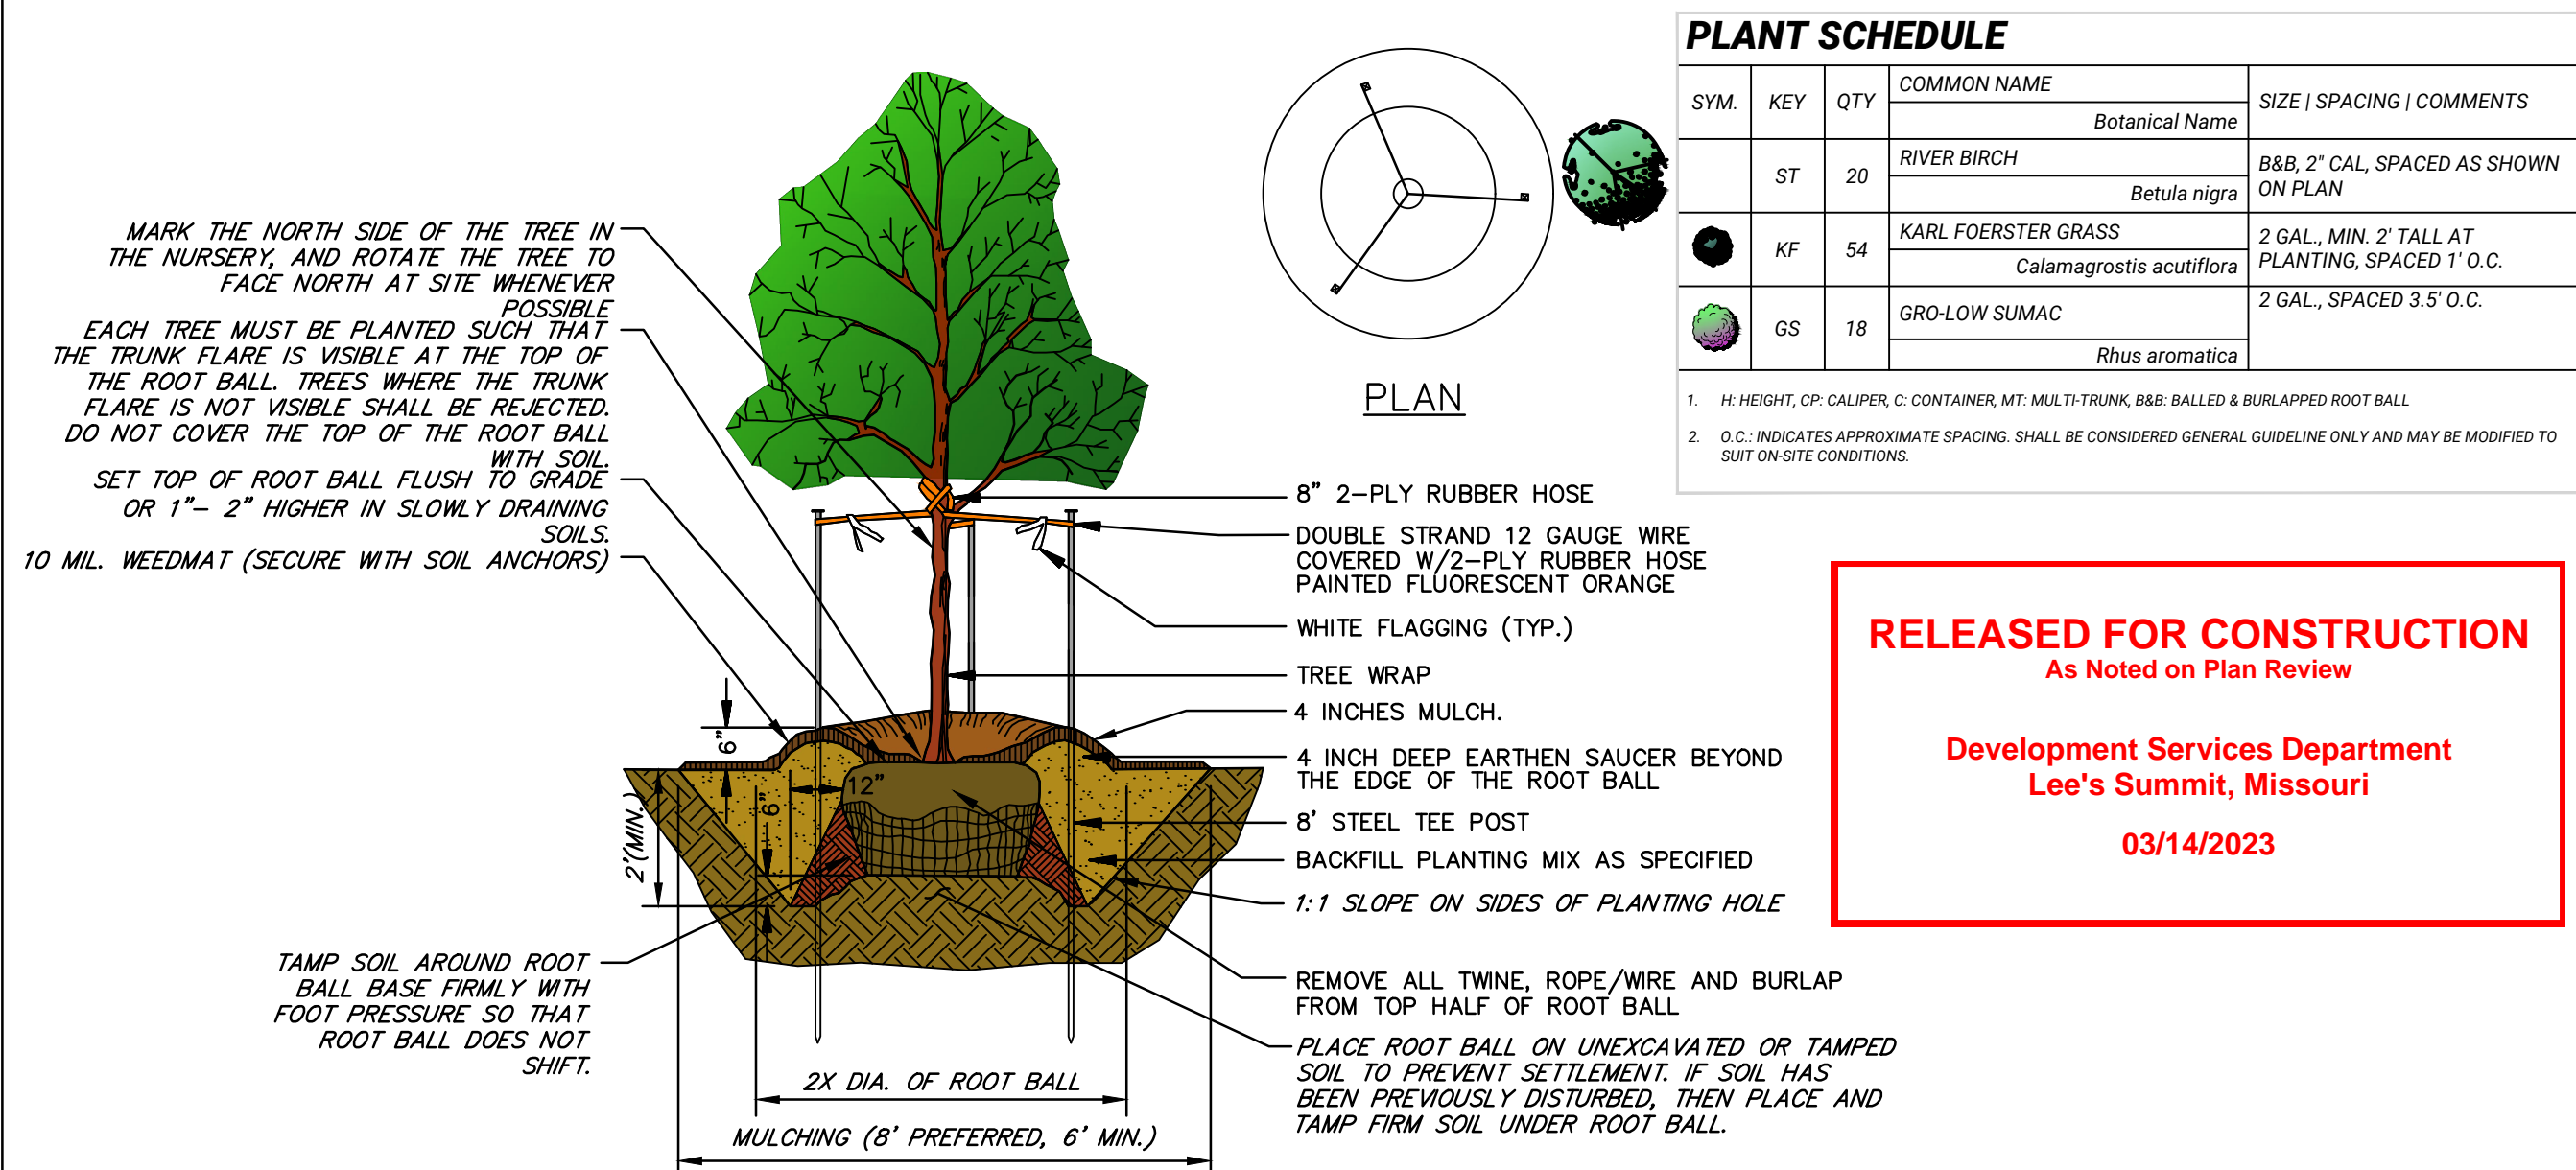 MARK THE NORTH SIDE OF THE TREE IN
THE NURSERY, AND ROTATE THE TREE TO
FACE NORTH AT SITE WHENEVER
POSSIBLE
EACH TREE MUST BE PLANTED SUCH THAT
THE TRUNK FLARE IS VISIBLE AT THE TOP OF
THE ROOT BALL. TREES WHERE THE TRUNK
FLARE IS NOT VISIBLE SHALL BE REJECTED.
DO NOT COVER THE TOP OF THE ROOT BALL
WITH SOIL.
SET TOP OF ROOT BALL FLUSH TO GRADE
OR 1"– 2" HIGHER IN SLOWLY DRAINING
SOILS.
10 MIL. WEEDMAT (SECURE WITH SOIL ANCHORS)
TAMP SOIL AROUND ROOT
BALL BASE FIRMLY WITH
FOOT PRESSURE SO THAT
ROOT BALL DOES NOT
SHIFT.
6"
2'(MIN.)
6"
12"
2X DIA. OF ROOT BALL
MULCHING (8' PREFERRED, 6' MIN.)
PLAN
8" 2–PLY RUBBER HOSE
DOUBLE STRAND 12 GAUGE WIRE
COVERED W/2–PLY RUBBER HOSE
PAINTED FLUORESCENT ORANGE
WHITE FLAGGING (TYP.)
TREE WRAP
4 INCHES MULCH.
4 INCH DEEP EARTHEN SAUCER BEYOND
THE EDGE OF THE ROOT BALL
8' STEEL TEE POST
BACKFILL PLANTING MIX AS SPECIFIED
1:1 SLOPE ON SIDES OF PLANTING HOLE
REMOVE ALL TWINE, ROPE/WIRE AND BURLAP
FROM TOP HALF OF ROOT BALL
PLACE ROOT BALL ON UNEXCAVATED OR TAMPED
SOIL TO PREVENT SETTLEMENT. IF SOIL HAS
BEEN PREVIOUSLY DISTURBED, THEN PLACE AND
TAMP FIRM SOIL UNDER ROOT BALL.
PLANT SCHEDULE
SYM. KEY QTY COMMON NAME Botanical Name SIZE | SPACING | COMMENTS
ST 20 RIVER BIRCH Betula nigra B&B, 2" CAL, SPACED AS SHOWN
ON PLAN
KF 54 KARL FOERSTER GRASS Calamagrostis acutiflora 2 GAL., MIN. 2' TALL AT
PLANTING, SPACED 1' O.C.
GS 18 GRO-LOW SUMAC Rhus aromatica 2 GAL., SPACED 3.5' O.C.
1. H: HEIGHT, CP: CALIPER, C: CONTAINER, MT: MULTI-TRUNK, B&B: BALLED & BURLAPPED ROOT BALL
2. O.C.: INDICATES APPROXIMATE SPACING. SHALL BE CONSIDERED GENERAL GUIDELINE ONLY AND MAY BE MODIFIED TO
SUIT ON-SITE CONDITIONS.
RELEASED FOR CONSTRUCTION
As Noted on Plan Review
Development Services Department
Lee's Summit, Missouri
03/14/2023